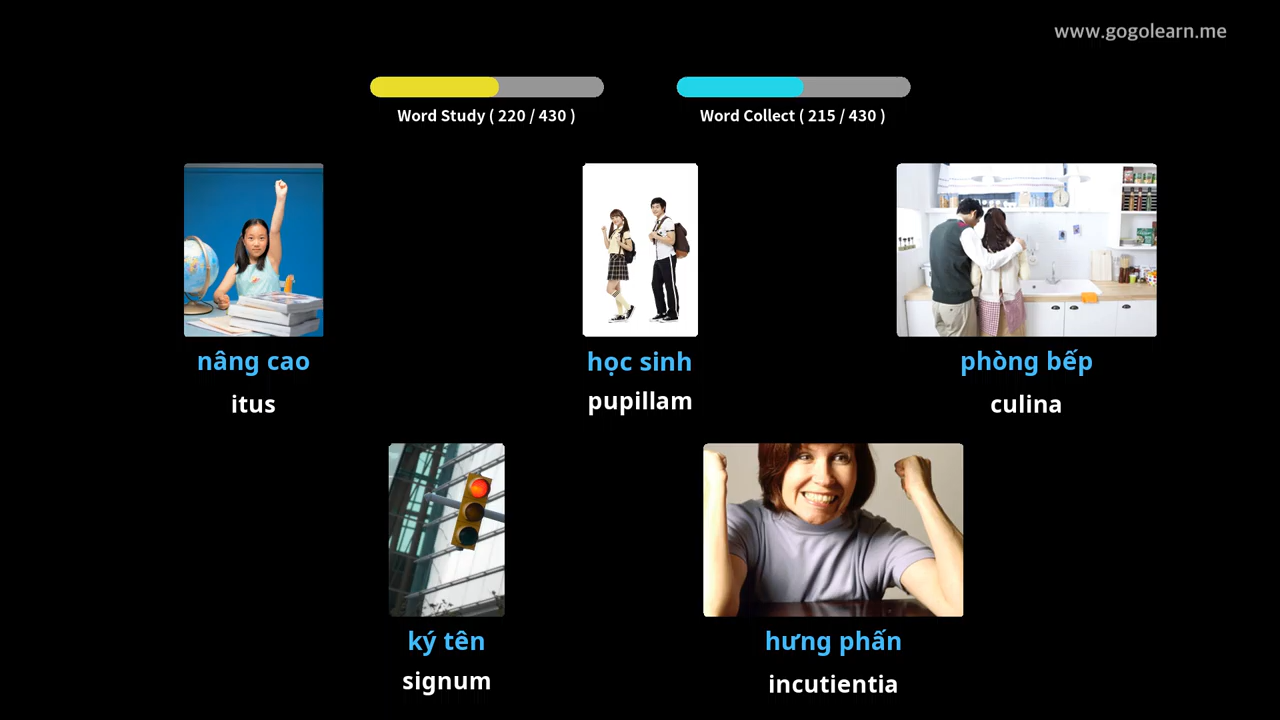 www.gogolearn.me
Word Study ( 220 / 430 )
Word Collect ( 215 / 430 )
nâng cao
itus
học sinh
pupillam
phòng bếp
culina
ký tên
signum
hưng phấn
incutientia